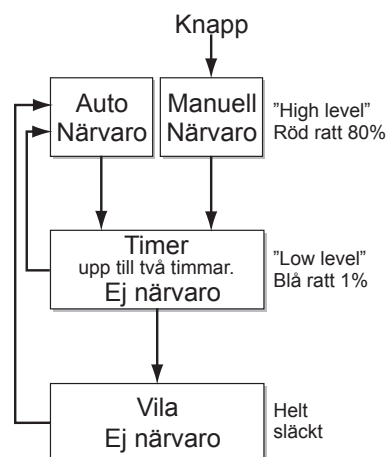 Knapp
Auto
Närvaro
Manuell
Närvaro
"High level"
Röd ratt 80%
Timer
upp till två timmar.
Ej närvaro
"Low level"
Blå ratt 1%
Vila
Ej närvaro
Helt
släckt